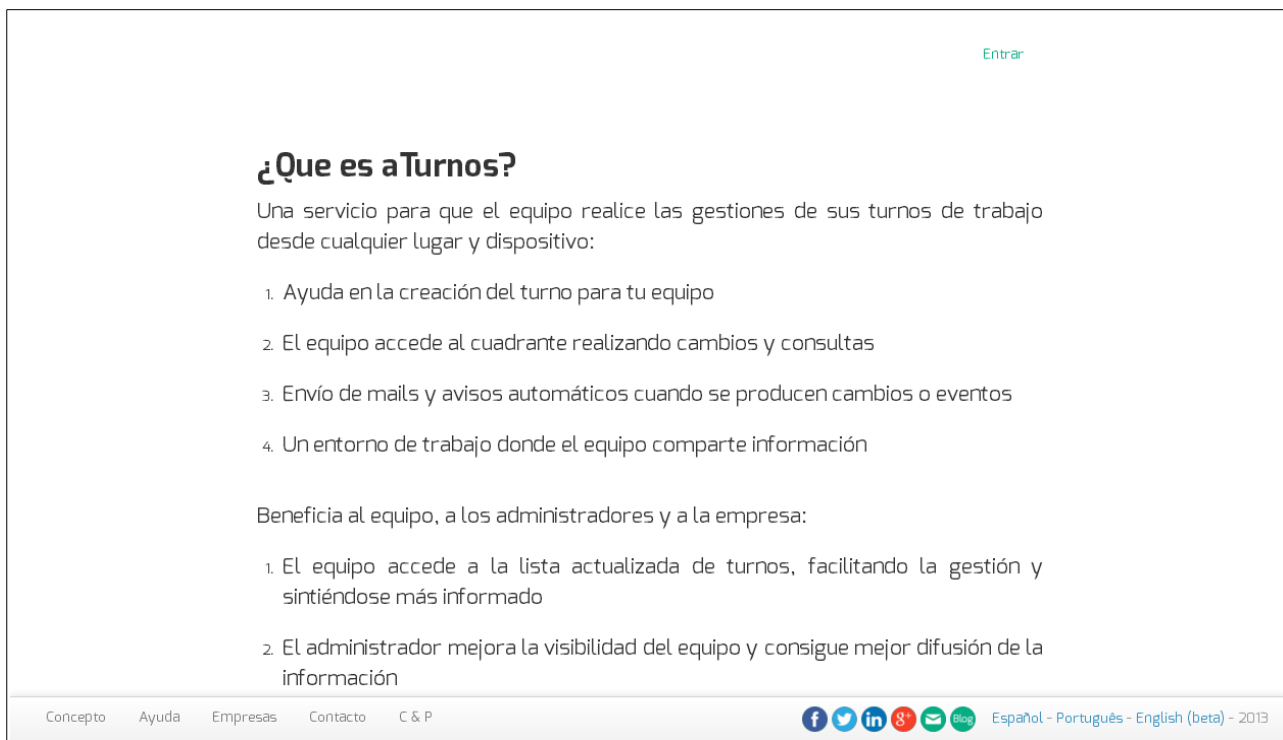 Entrar
¿Que es aTurnos?
Una servicio para que el equipo realice las gestiones de sus turnos de trabajo
desde cualquier lugar y dispositivo:
1. Ayuda en la creación del turno para tu equipo
2. El equipo accede al cuadrante realizando cambios y consultas
3. Envío de mails y avisos automáticos cuando se producen cambios o eventos
4. Un entorno de trabajo donde el equipo comparte información
Beneficia al equipo, a los administradores y a la empresa:
1. El equipo accede a la lista actualizada de turnos, facilitando la gestión y
sintiéndose más informado
2. El administrador mejora la visibilidad del equipo y consigue mejor difusión de la
información
Concepto Ayuda Empresas Contacto C & P f in 8+ Blog Español - Português - English (beta) - 2013